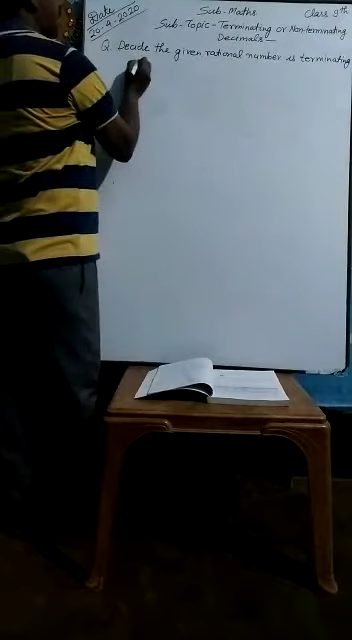 Date
20-4-2020
Sub-Maths
Class 9th
Sub-Topic-Terminating or Non-terminating
Decimals
Q. Decide the given rational number is terminating